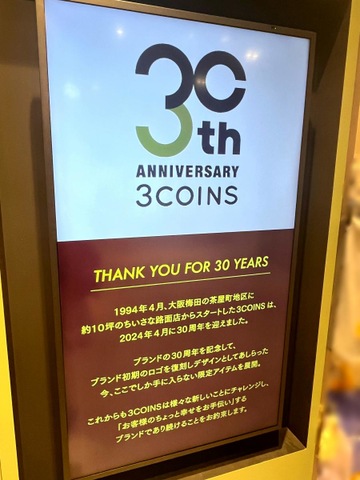 30th
ANNIVERSARY
3COINS
THANK YOU FOR 30 YEARS
1994年4月、大阪梅田の茶屋町地区に
約10坪のちいさな路面店からスタートした3COINSは、
2024年4月に30周年を迎えました。
ブランドの30周年を記念して、
ブランド初期のロゴを復刻しデザインとしてあしらった
今、ここでしか手に入らない限定アイテムを展開。
これからも3COINSは様々な新しいことにチャレンジし、
「お客様のちょっと幸せをお手伝い」する
ブランドであり続けることをお約束します。